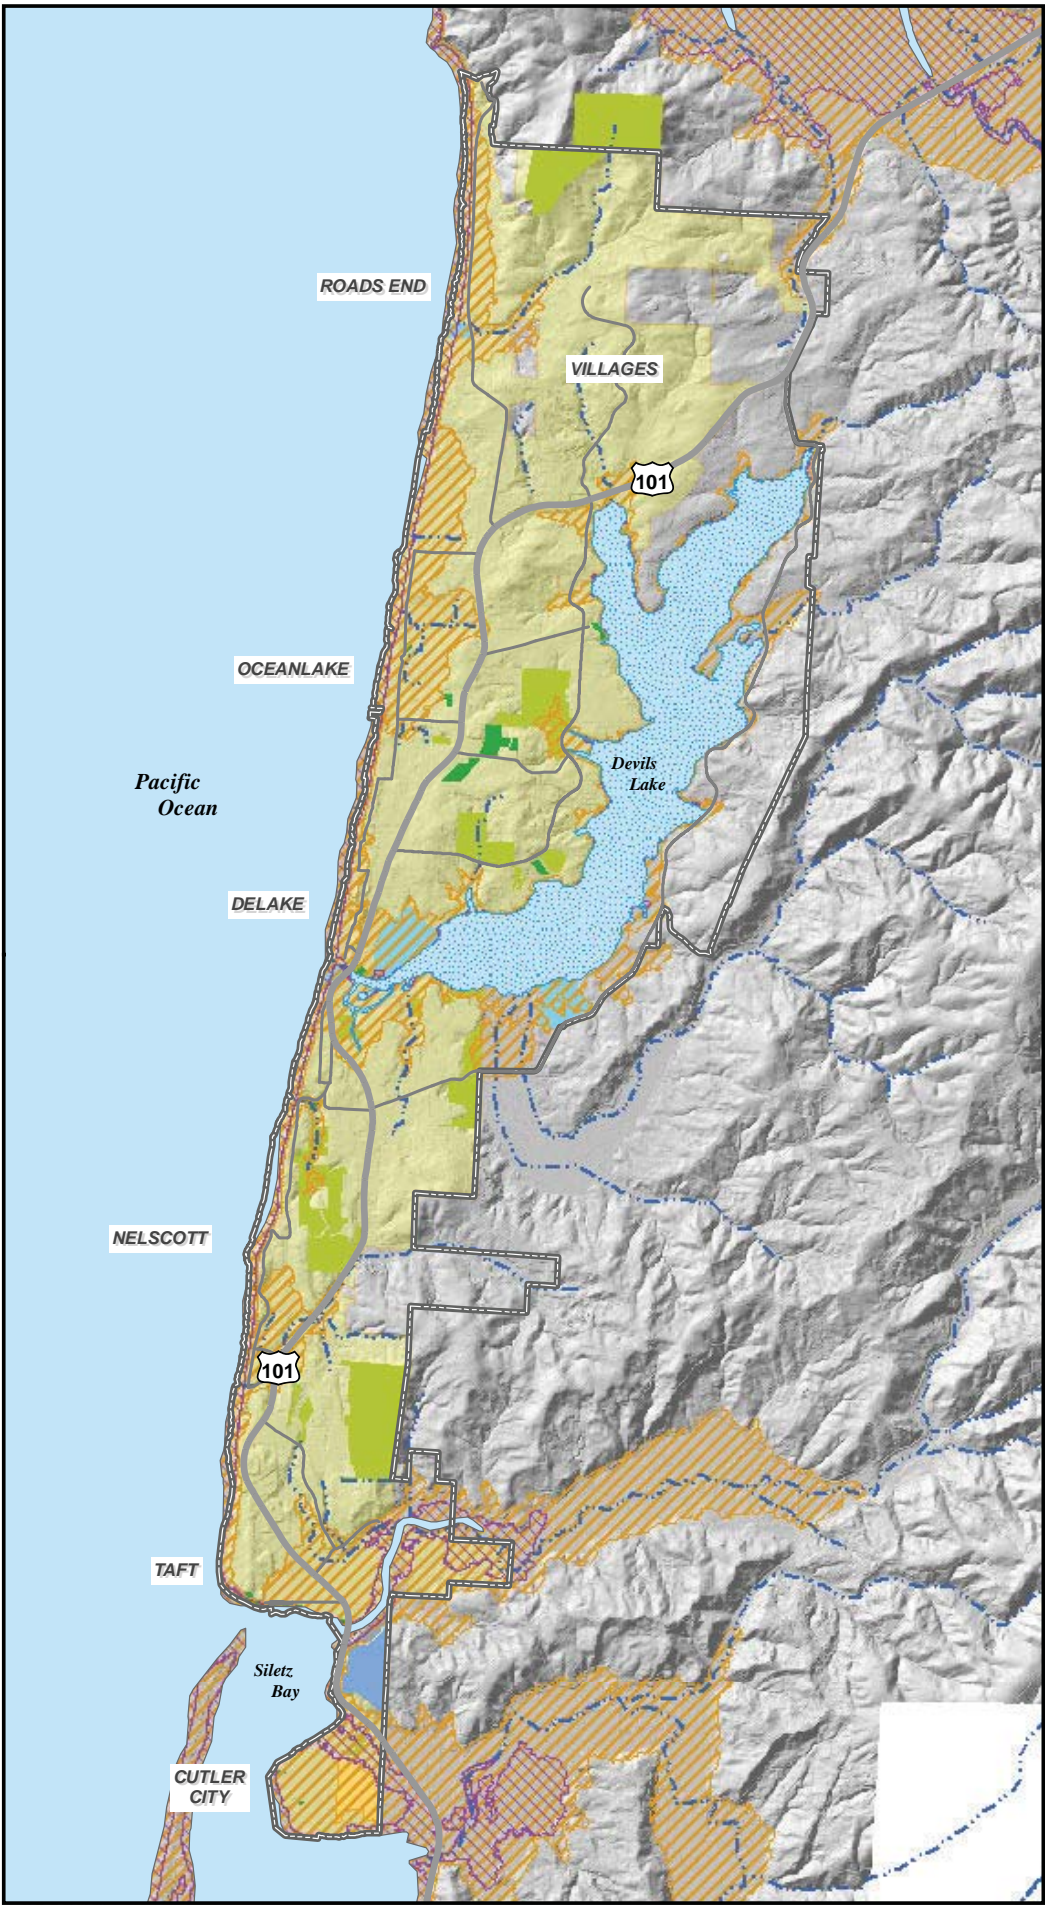 ROADS END
VILLAGES
101
OCEANLAKE
Devils
Lake
Pacific
Ocean
DELAKE
NELSCOTT
101
TAFT
Siletz
Bay
CUTLER
CITY